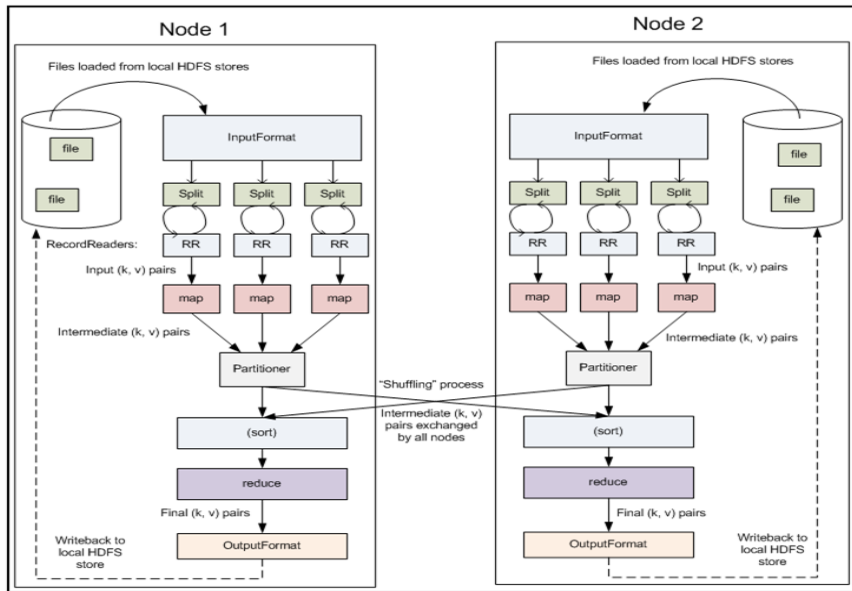 Node 1
Files loaded from local HDFS stores
InputFormat
file
file
Split
Split
Split
RecordReaders:
RR
RR
RR
Input (k, v) pairs
map
map
map
Intermediate (k, v) pairs
Partitioner
(sort)
reduce
Final (k, v) pairs
Writeback to
local HDFS
store
OutputFormat
"Shuffling" process
Intermediate (k, v)
pairs exchanged
by all nodes
Node 2
Files loaded from local HDFS stores
InputFormat
file
file
Split
Split
Split
RR
RR
RR
Input (k, v) pairs
map
map
map
Intermediate (k, v) pairs
Partitioner
(sort)
reduce
Final (k, v) pairs
Writeback to
local HDFS
store
OutputFormat